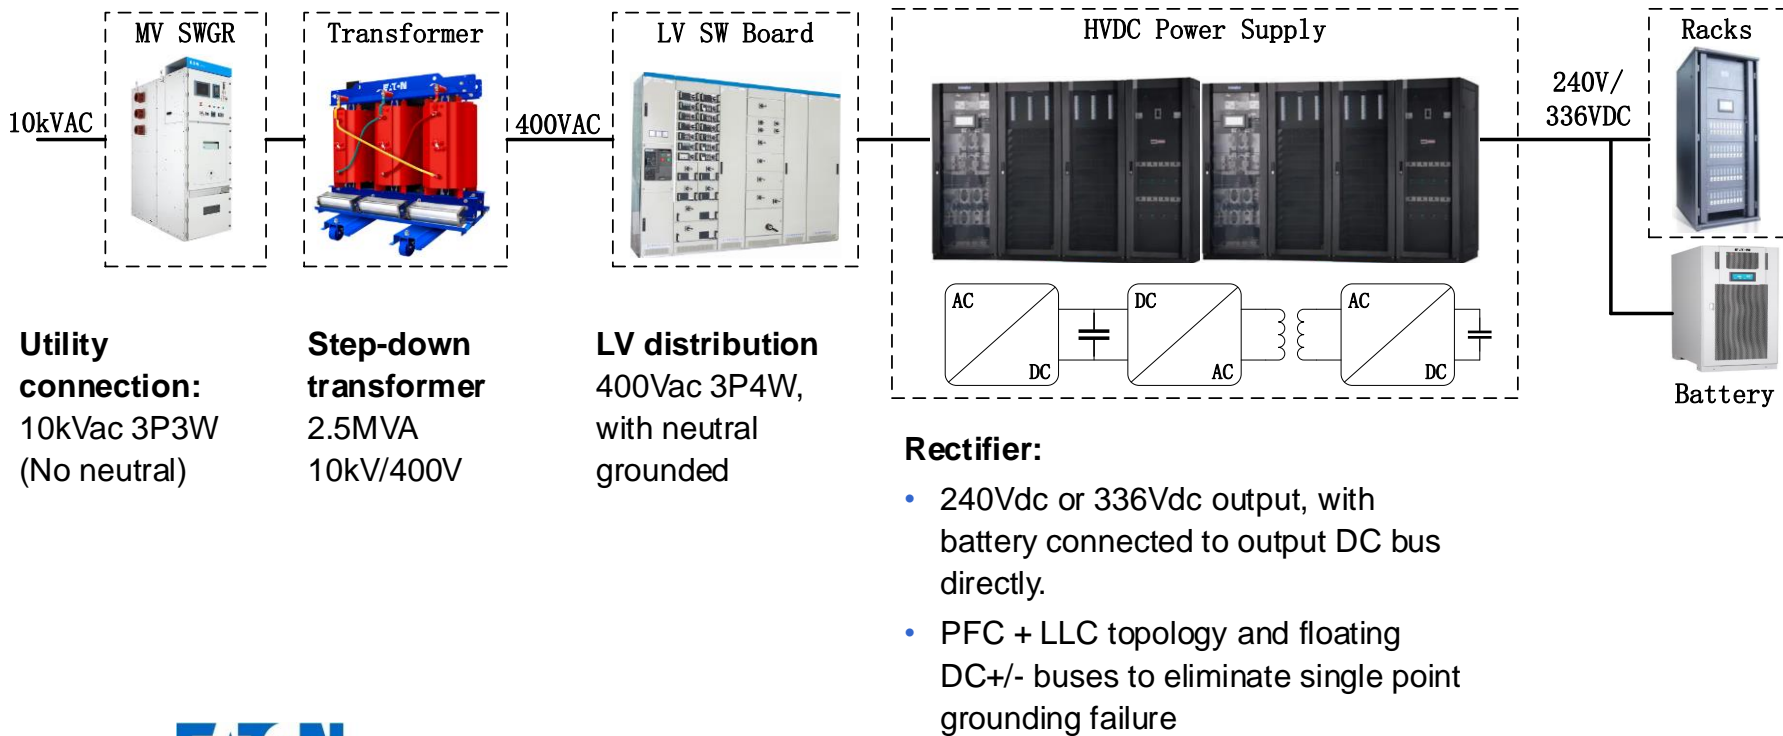 MV SWGR
Transformer
LV SW Board
HVDC Power Supply
Racks
10kVAC
400VAC
240V/
336VDC
EATON
AC
DC
DC
AC
AC
DC
Battery
Utility
connection:
10kVac 3P3W
(No neutral)
Step-down
transformer
2.5MVA
10kV/400V
LV distribution
400Vac 3P4W,
with neutral
grounded
Rectifier:
• 240Vdc or 336Vdc output, with
battery connected to output DC bus
directly.
• PFC + LLC topology and floating
DC+/- buses to eliminate single point
grounding failure
EATON